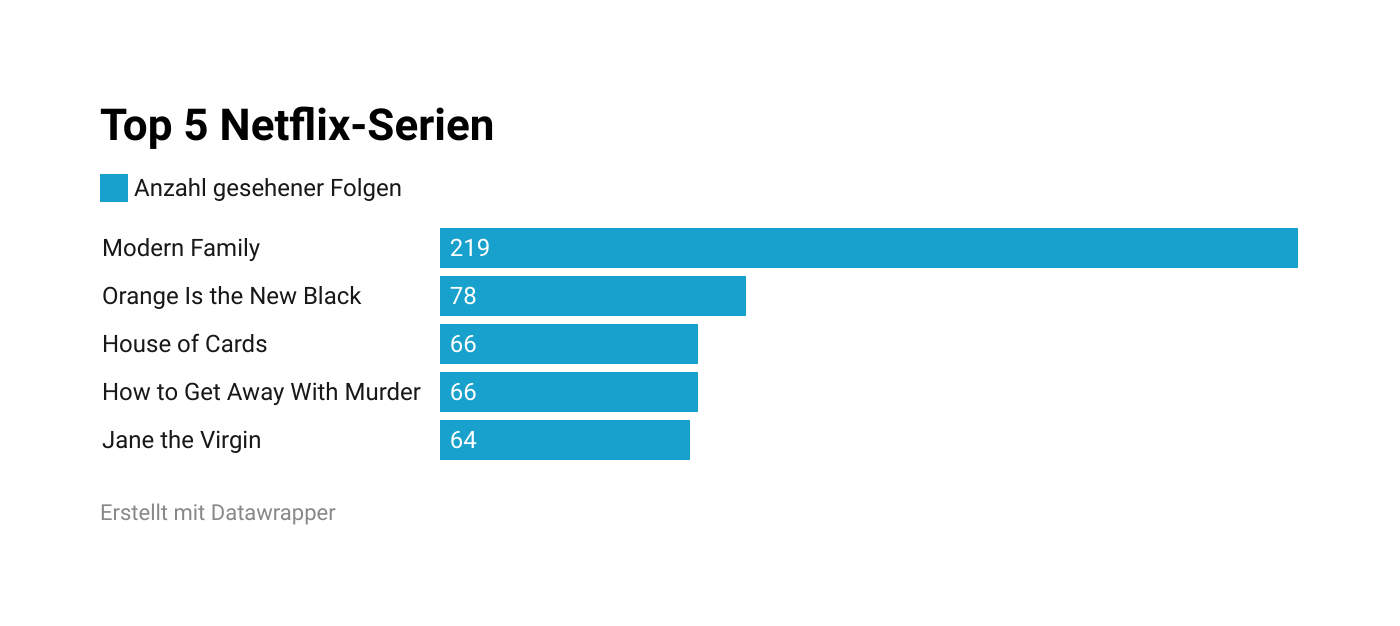 Top 5 Netflix-Serien
Anzahl gesehener Folgen
Modern Family 219
Orange Is the New Black 78
House of Cards 66
How to Get Away With Murder 66
Jane the Virgin 64
Erstellt mit Datawrapper